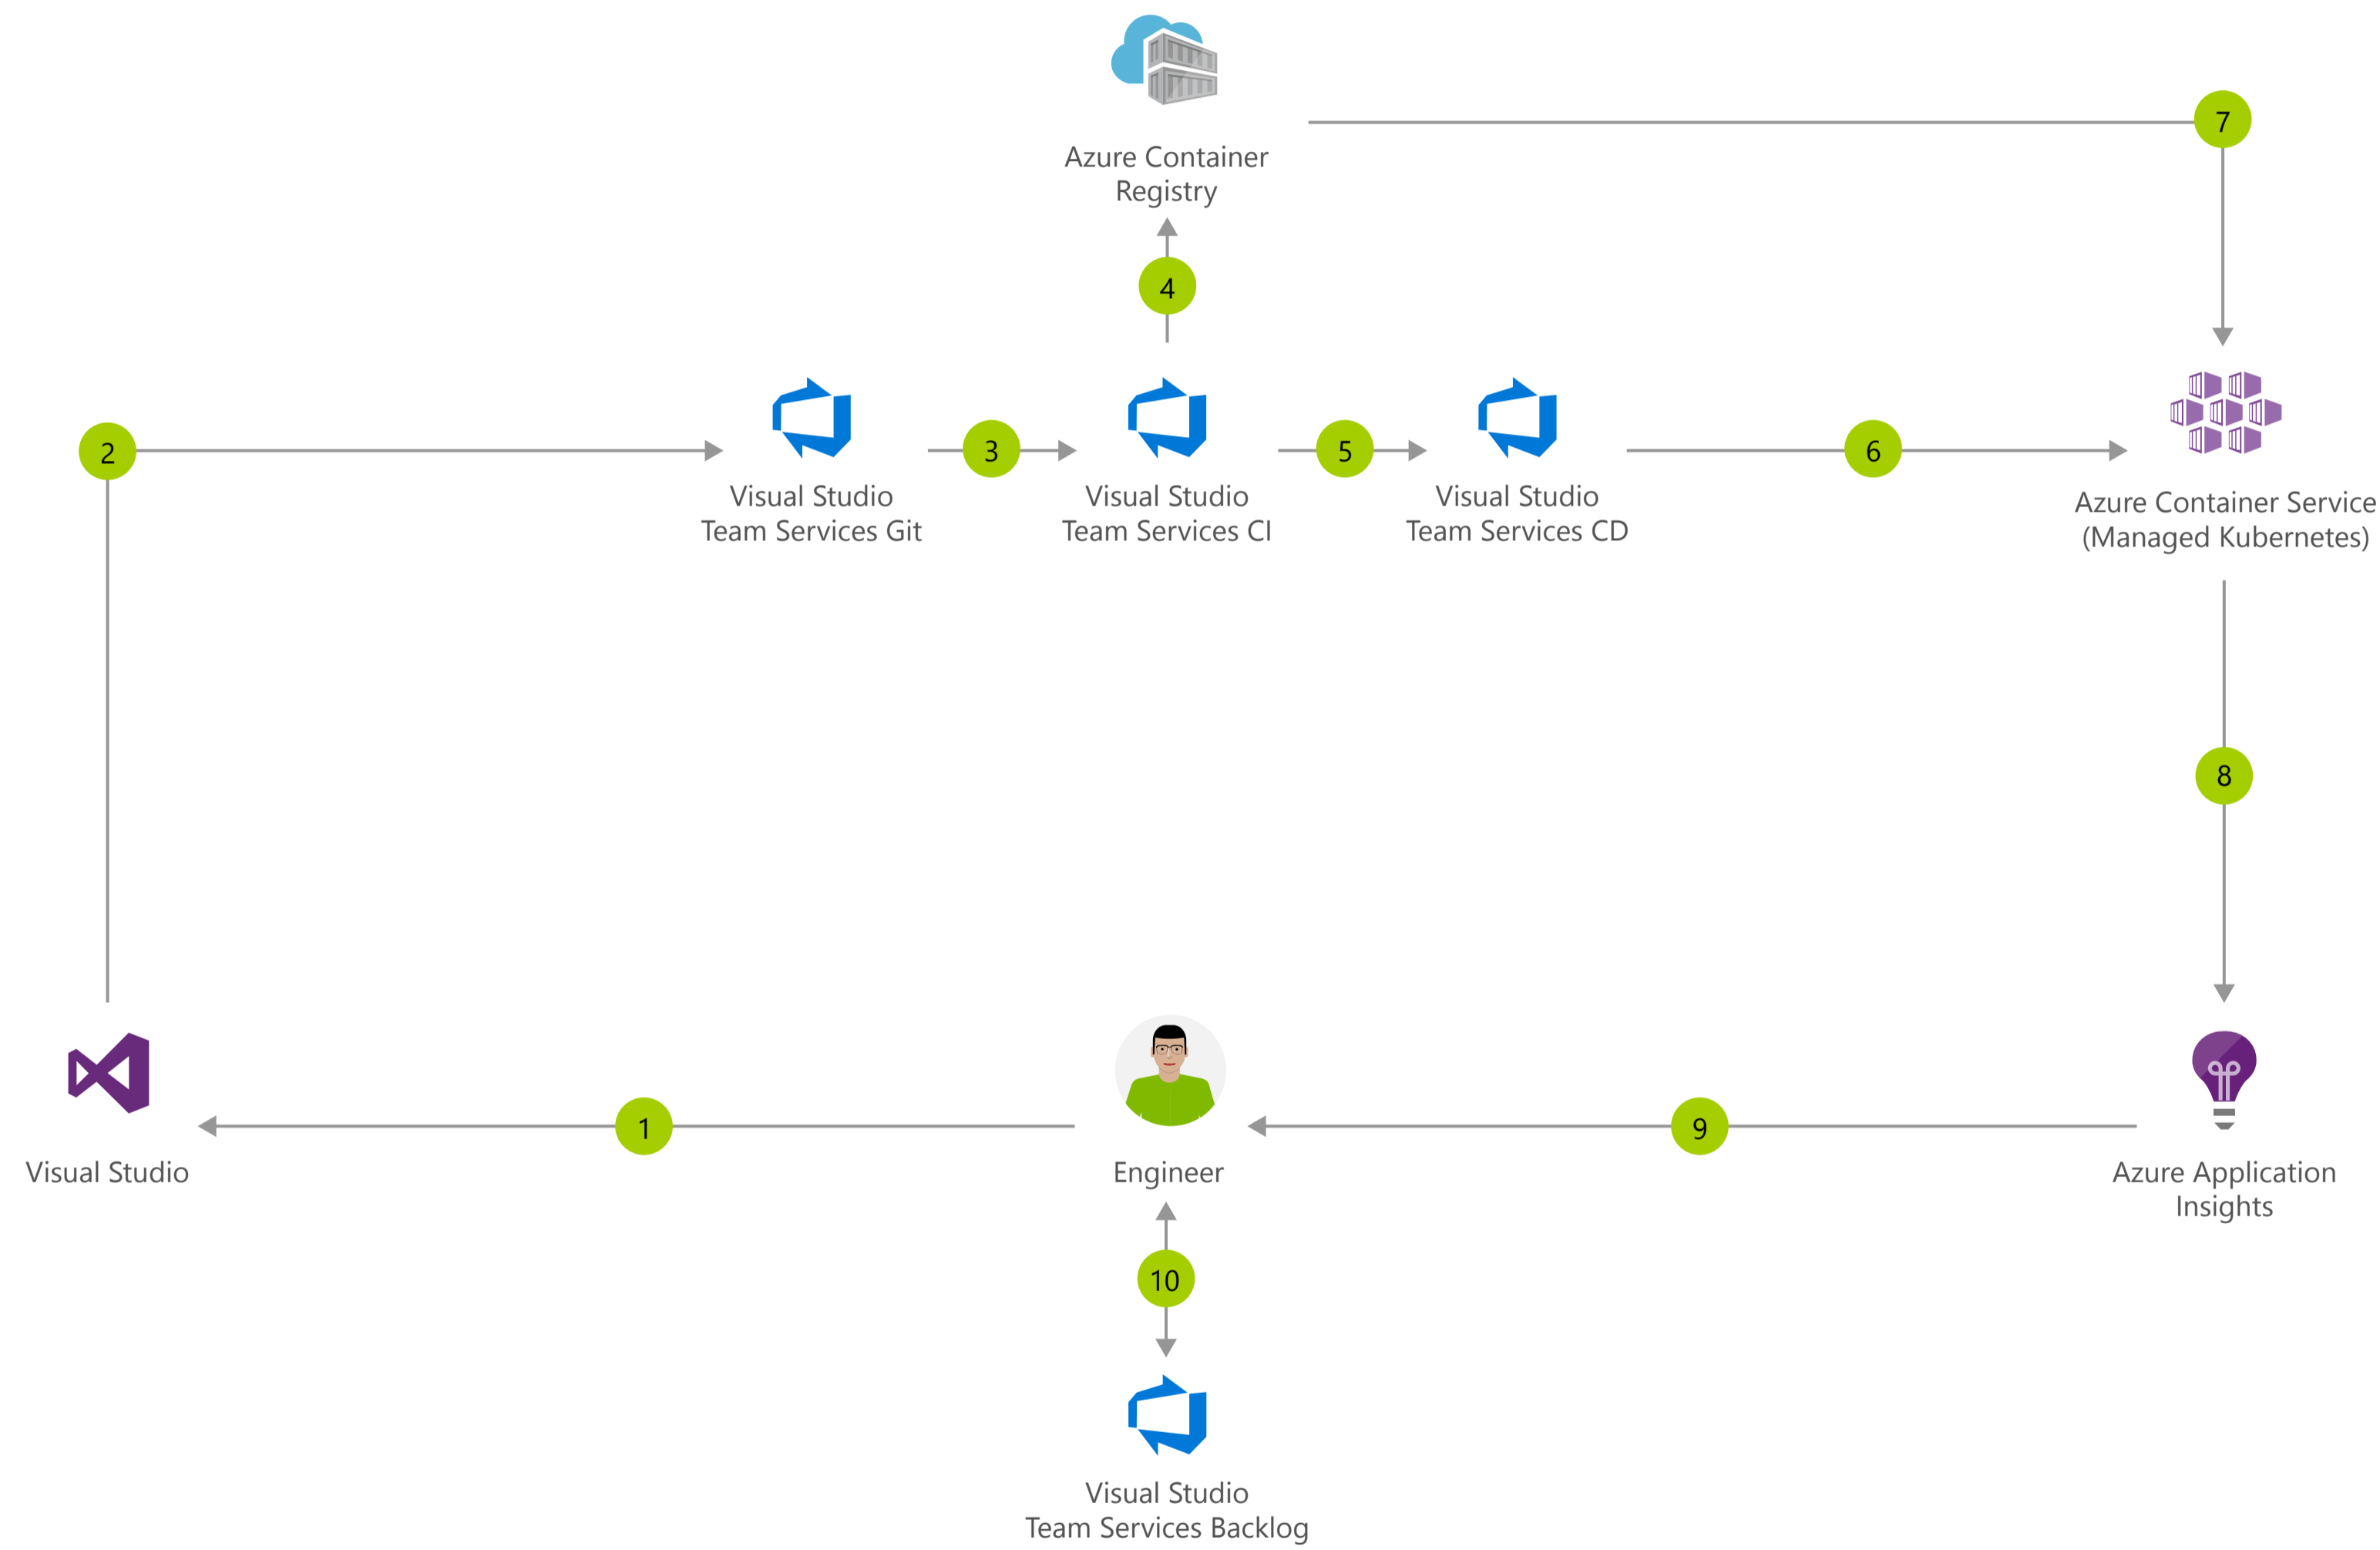 Azure Container
Registry
7
4
2
3
5
6
Visual Studio
Team Services Git
Visual Studio
Team Services CI
Visual Studio
Team Services CD
Azure Container Service
(Managed Kubernetes)
8
1
9
Visual Studio
Engineer
Azure Application
Insights
10
Visual Studio
Team Services Backlog